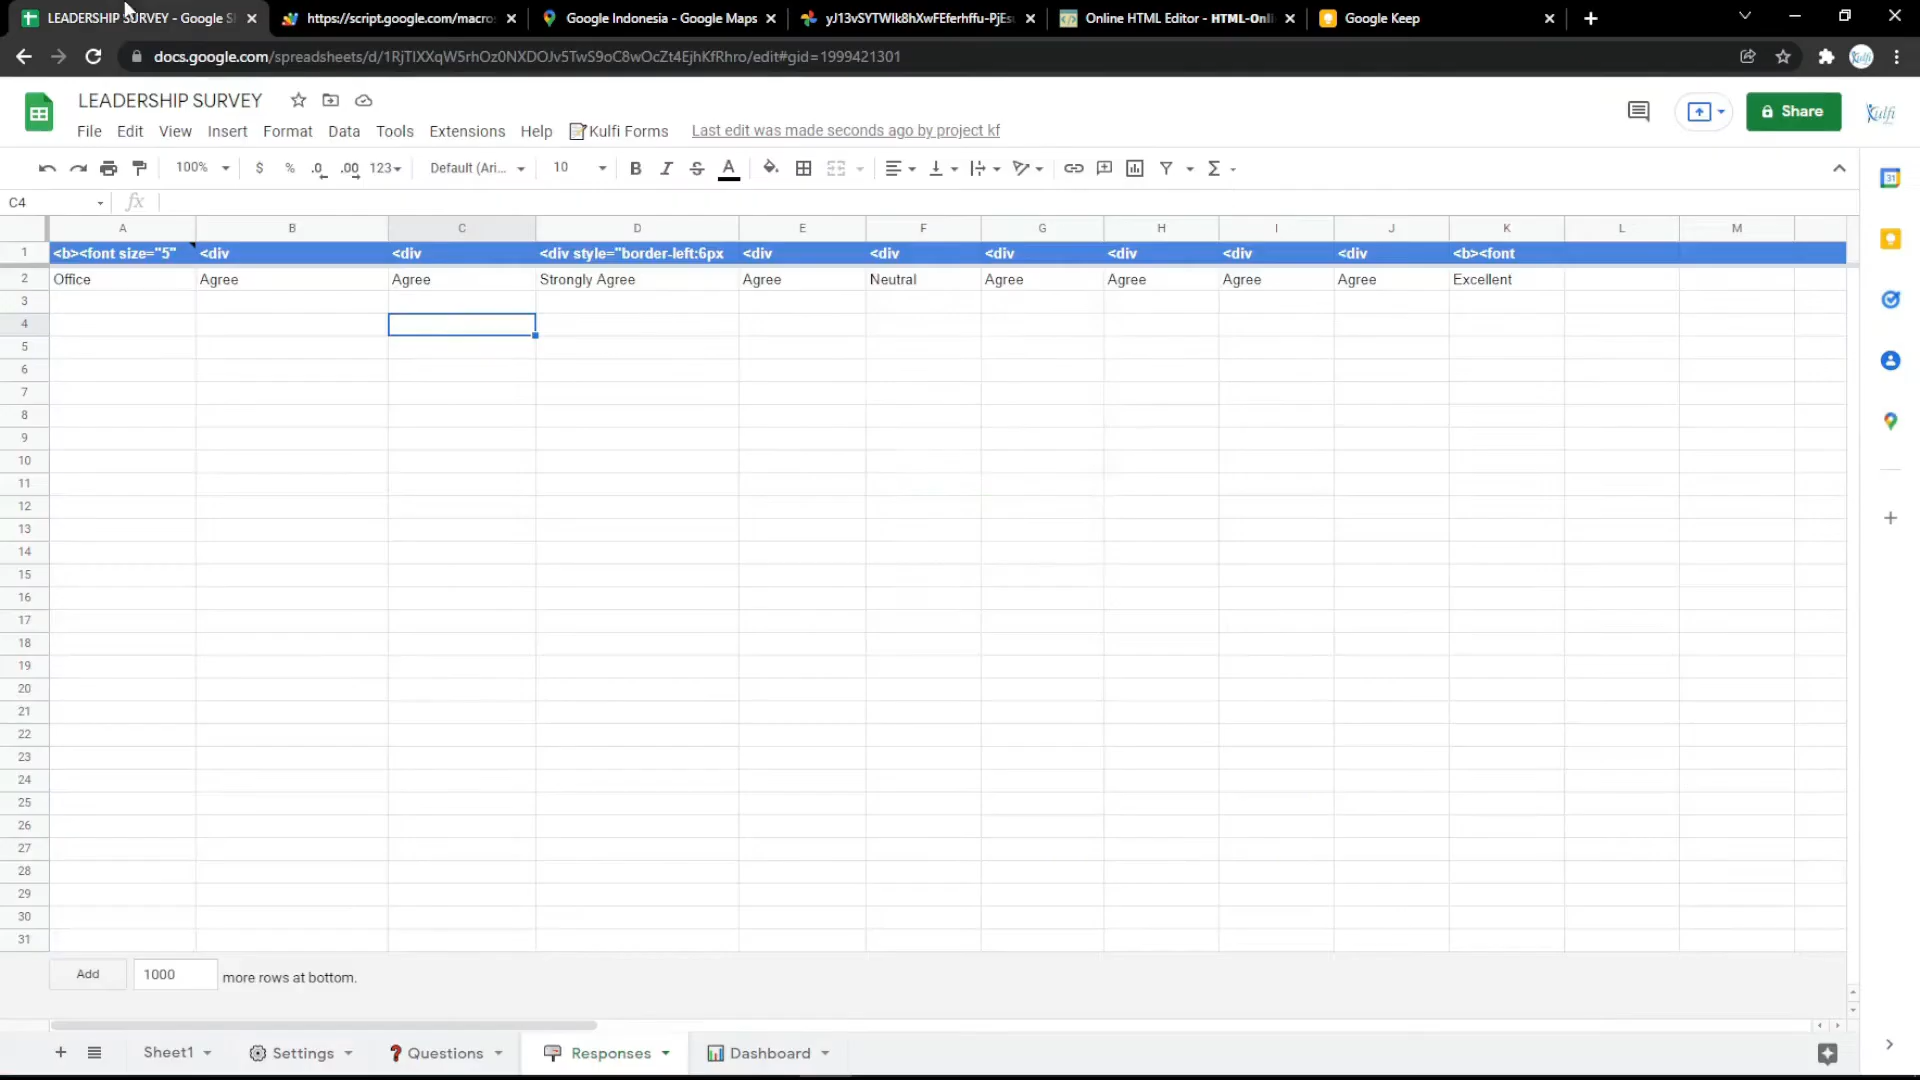 LEADERSHIP SURVEY - Google S
https://script.google.com/macro
Google Indonesia - Google Maps
Online HTML Editor - HTML-Onl
Google Keep
docs.google.com/spreadsheets/d/1RjTIXXqW5rhOz0NXDOJv5TwS9oC8wOcZt4EjhKfRhro/edit#gid=1999421301
LEADERSHIP SURVEY
Share
Kulfi
File Edit View Insert Format Data Tools Extensions Help Kulfi Forms Last edit was made seconds ago by project kf
100% $ % .0 .00 123 Default (Ari... 10 B I S A
C4 fx
A B C D E F G H I J K L M
1 <b><font size="5" <div <div <div style="border-left:6px <div <div <div <div <div <div <b><font
2 Office Agree Agree Strongly Agree Agree Neutral Agree Agree Agree Agree Excellent
3
4
5
6
7
8
9
10
11
12
13
14
15
16
17
18
19
20
21
22
23
24
25
26
27
28
29
30
31
Add 1000 more rows at bottom.
Sheet1 Settings Questions Responses Dashboard